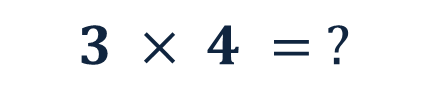 3 × 4 = ?